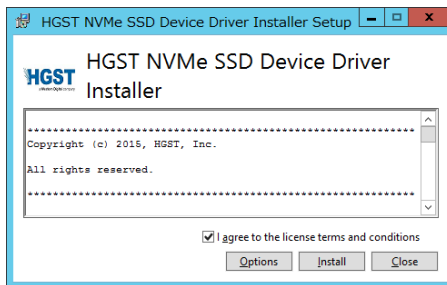 HGST NVMe SSD Device Driver Installer Setup
HGST
a Western Digital company
HGST NVMe SSD Device Driver
Installer
****************************************************************
Copyright (c) 2015, HGST, Inc.
All rights reserved.
****************************************************************
I agree to the license terms and conditions
Options
Install
Close